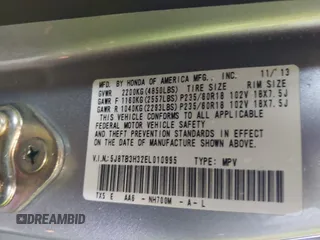 MFD. BY HONDA OF AMERICA MFG., INC. 11/13
GVWR 2200KG(4850LBS) TIRE SIZE RIM SIZE
GAWR F 1160KG(2557LBS) P235/60R18 102V 18X7.5J
GAWR R 1040KG(2293LBS) P235/60R18 102V 18X7.5J
THIS VEHICLE CONFORMS TO ALL APPLICABLE
FEDERAL MOTOR VEHICLE SAFETY AND THEFT
PREVENTION STANDARDS IN EFFECT ON THE DATE
OF MANUFACTURE SHOWN ABOVE.
V.I.N:5J8TB3H32EL010995 TYPE: MPV
TX5 E AA6 -NH700M -A-L
AutoBidMaster